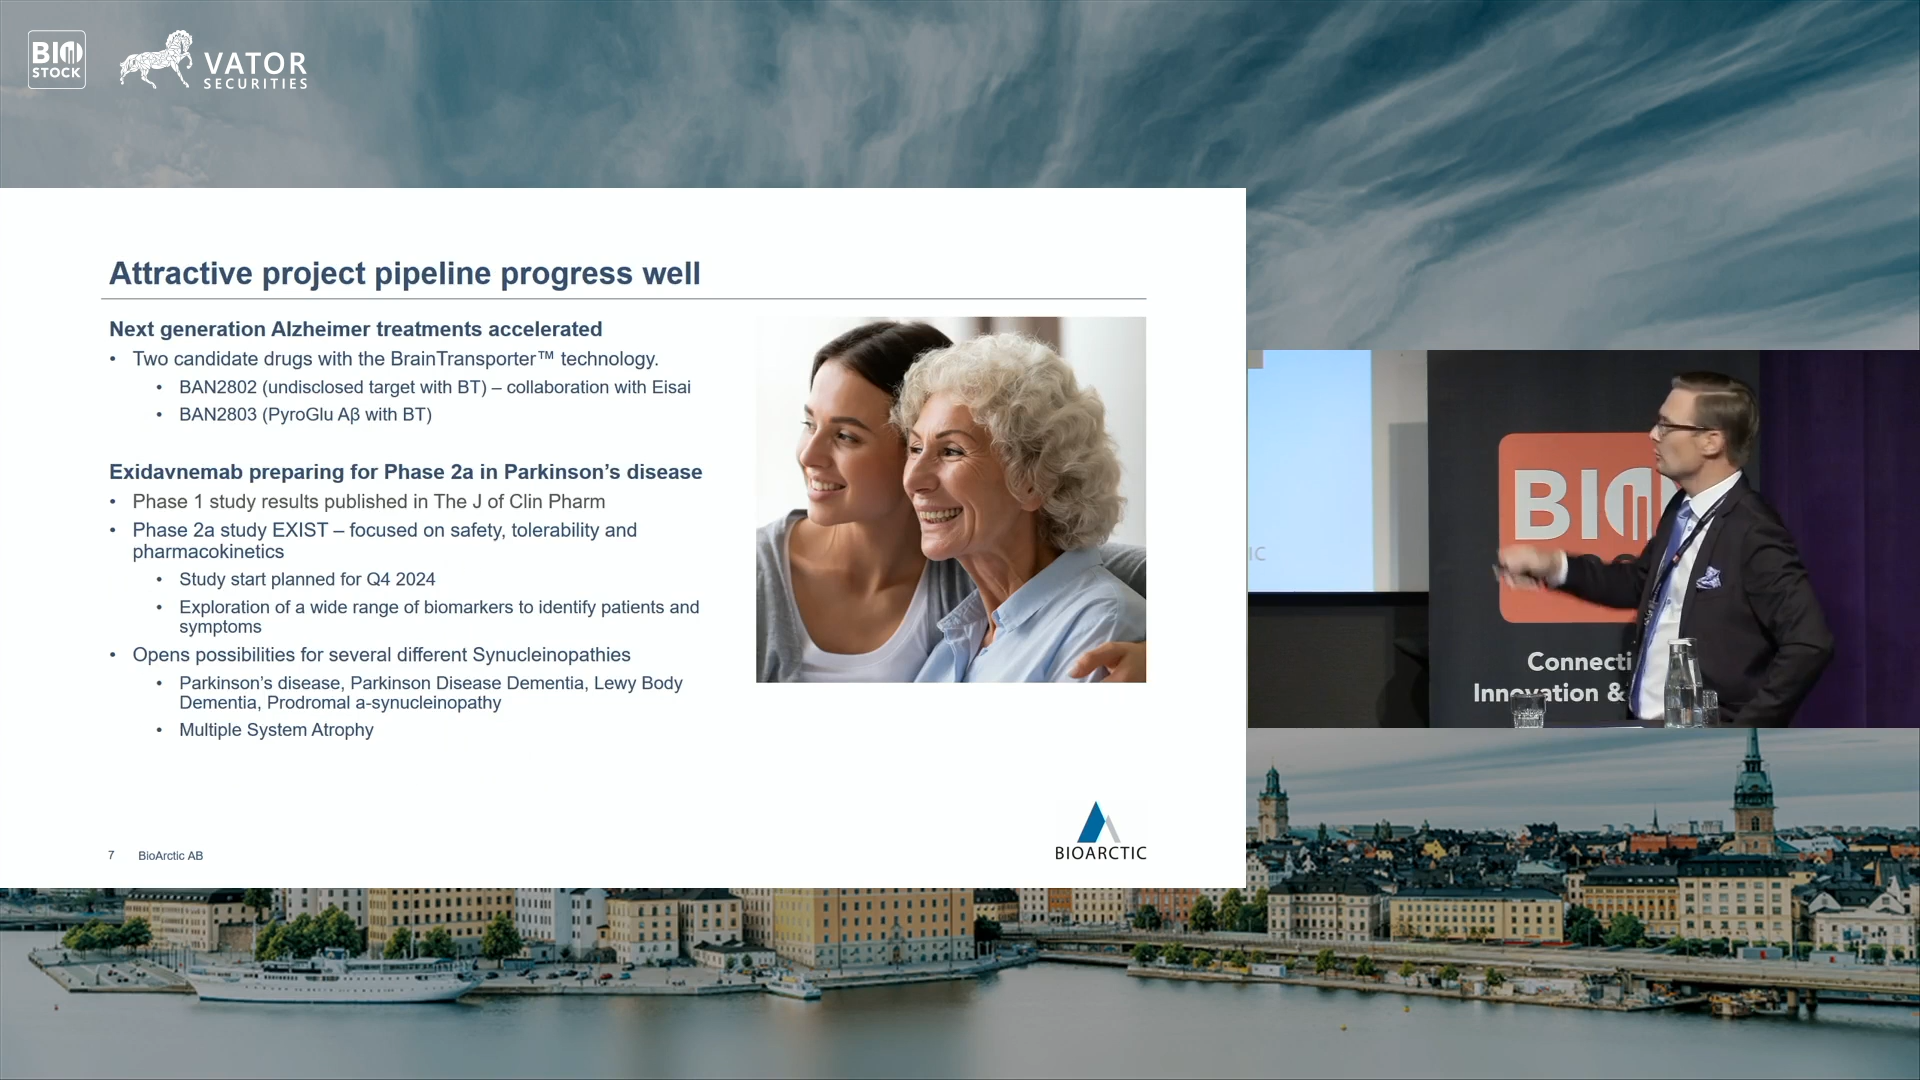 BIO
STOCK
VATOR
SECURITIES
Attractive project pipeline progress well
Next generation Alzheimer treatments accelerated
• Two candidate drugs with the BrainTransporter™ technology.
• BAN2802 (undisclosed target with BT) – collaboration with Eisai
• BAN2803 (PyroGlu Aβ with BT)
Exidavnemab preparing for Phase 2a in Parkinson’s disease
• Phase 1 study results published in The J of Clin Pharm
• Phase 2a study EXIST – focused on safety, tolerability and
pharmacokinetics
• Study start planned for Q4 2024
• Exploration of a wide range of biomarkers to identify patients and
symptoms
• Opens possibilities for several different Synucleinopathies
• Parkinson’s disease, Parkinson Disease Dementia, Lewy Body
Dementia, Prodromal a-synucleinopathy
• Multiple System Atrophy
7 BioArctic AB
BIOARCTIC
IC
BIO
Connecti
Innovation &